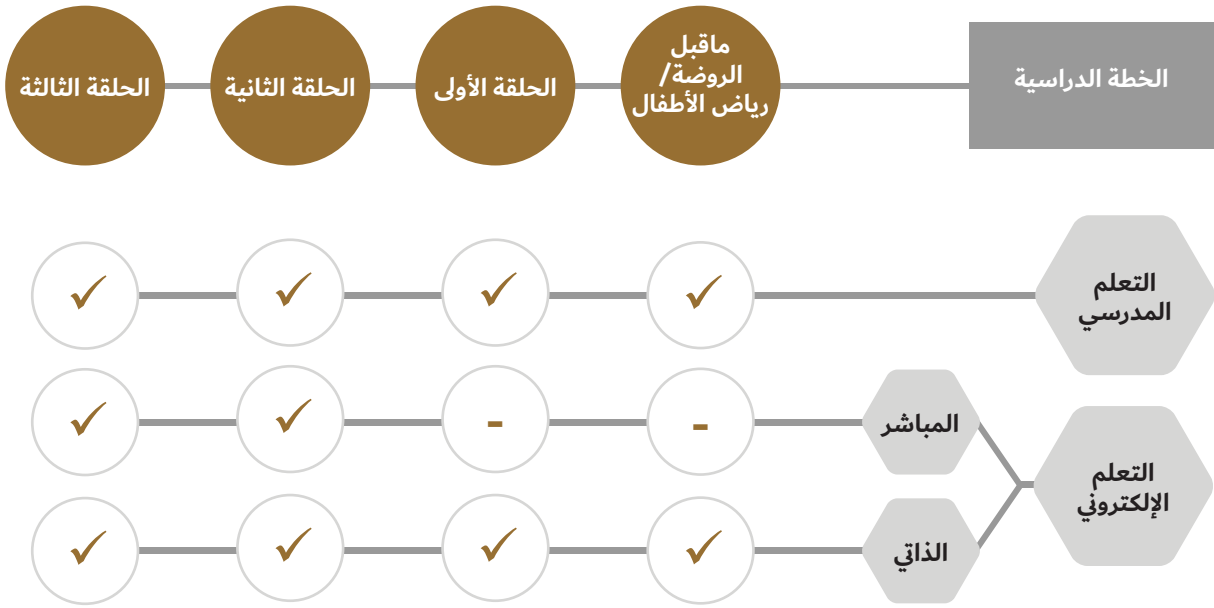 الخطة الدراسية
ماقبل
الروضة/
رياض الأطفال
الحلقة الأولى
الحلقة الثانية
الحلقة الثالثة
التعلم
المدرسي
✓
✓
✓
✓
التعلم
الإلكتروني
المباشر
-
-
✓
✓
الذاتي
✓
✓
✓
✓